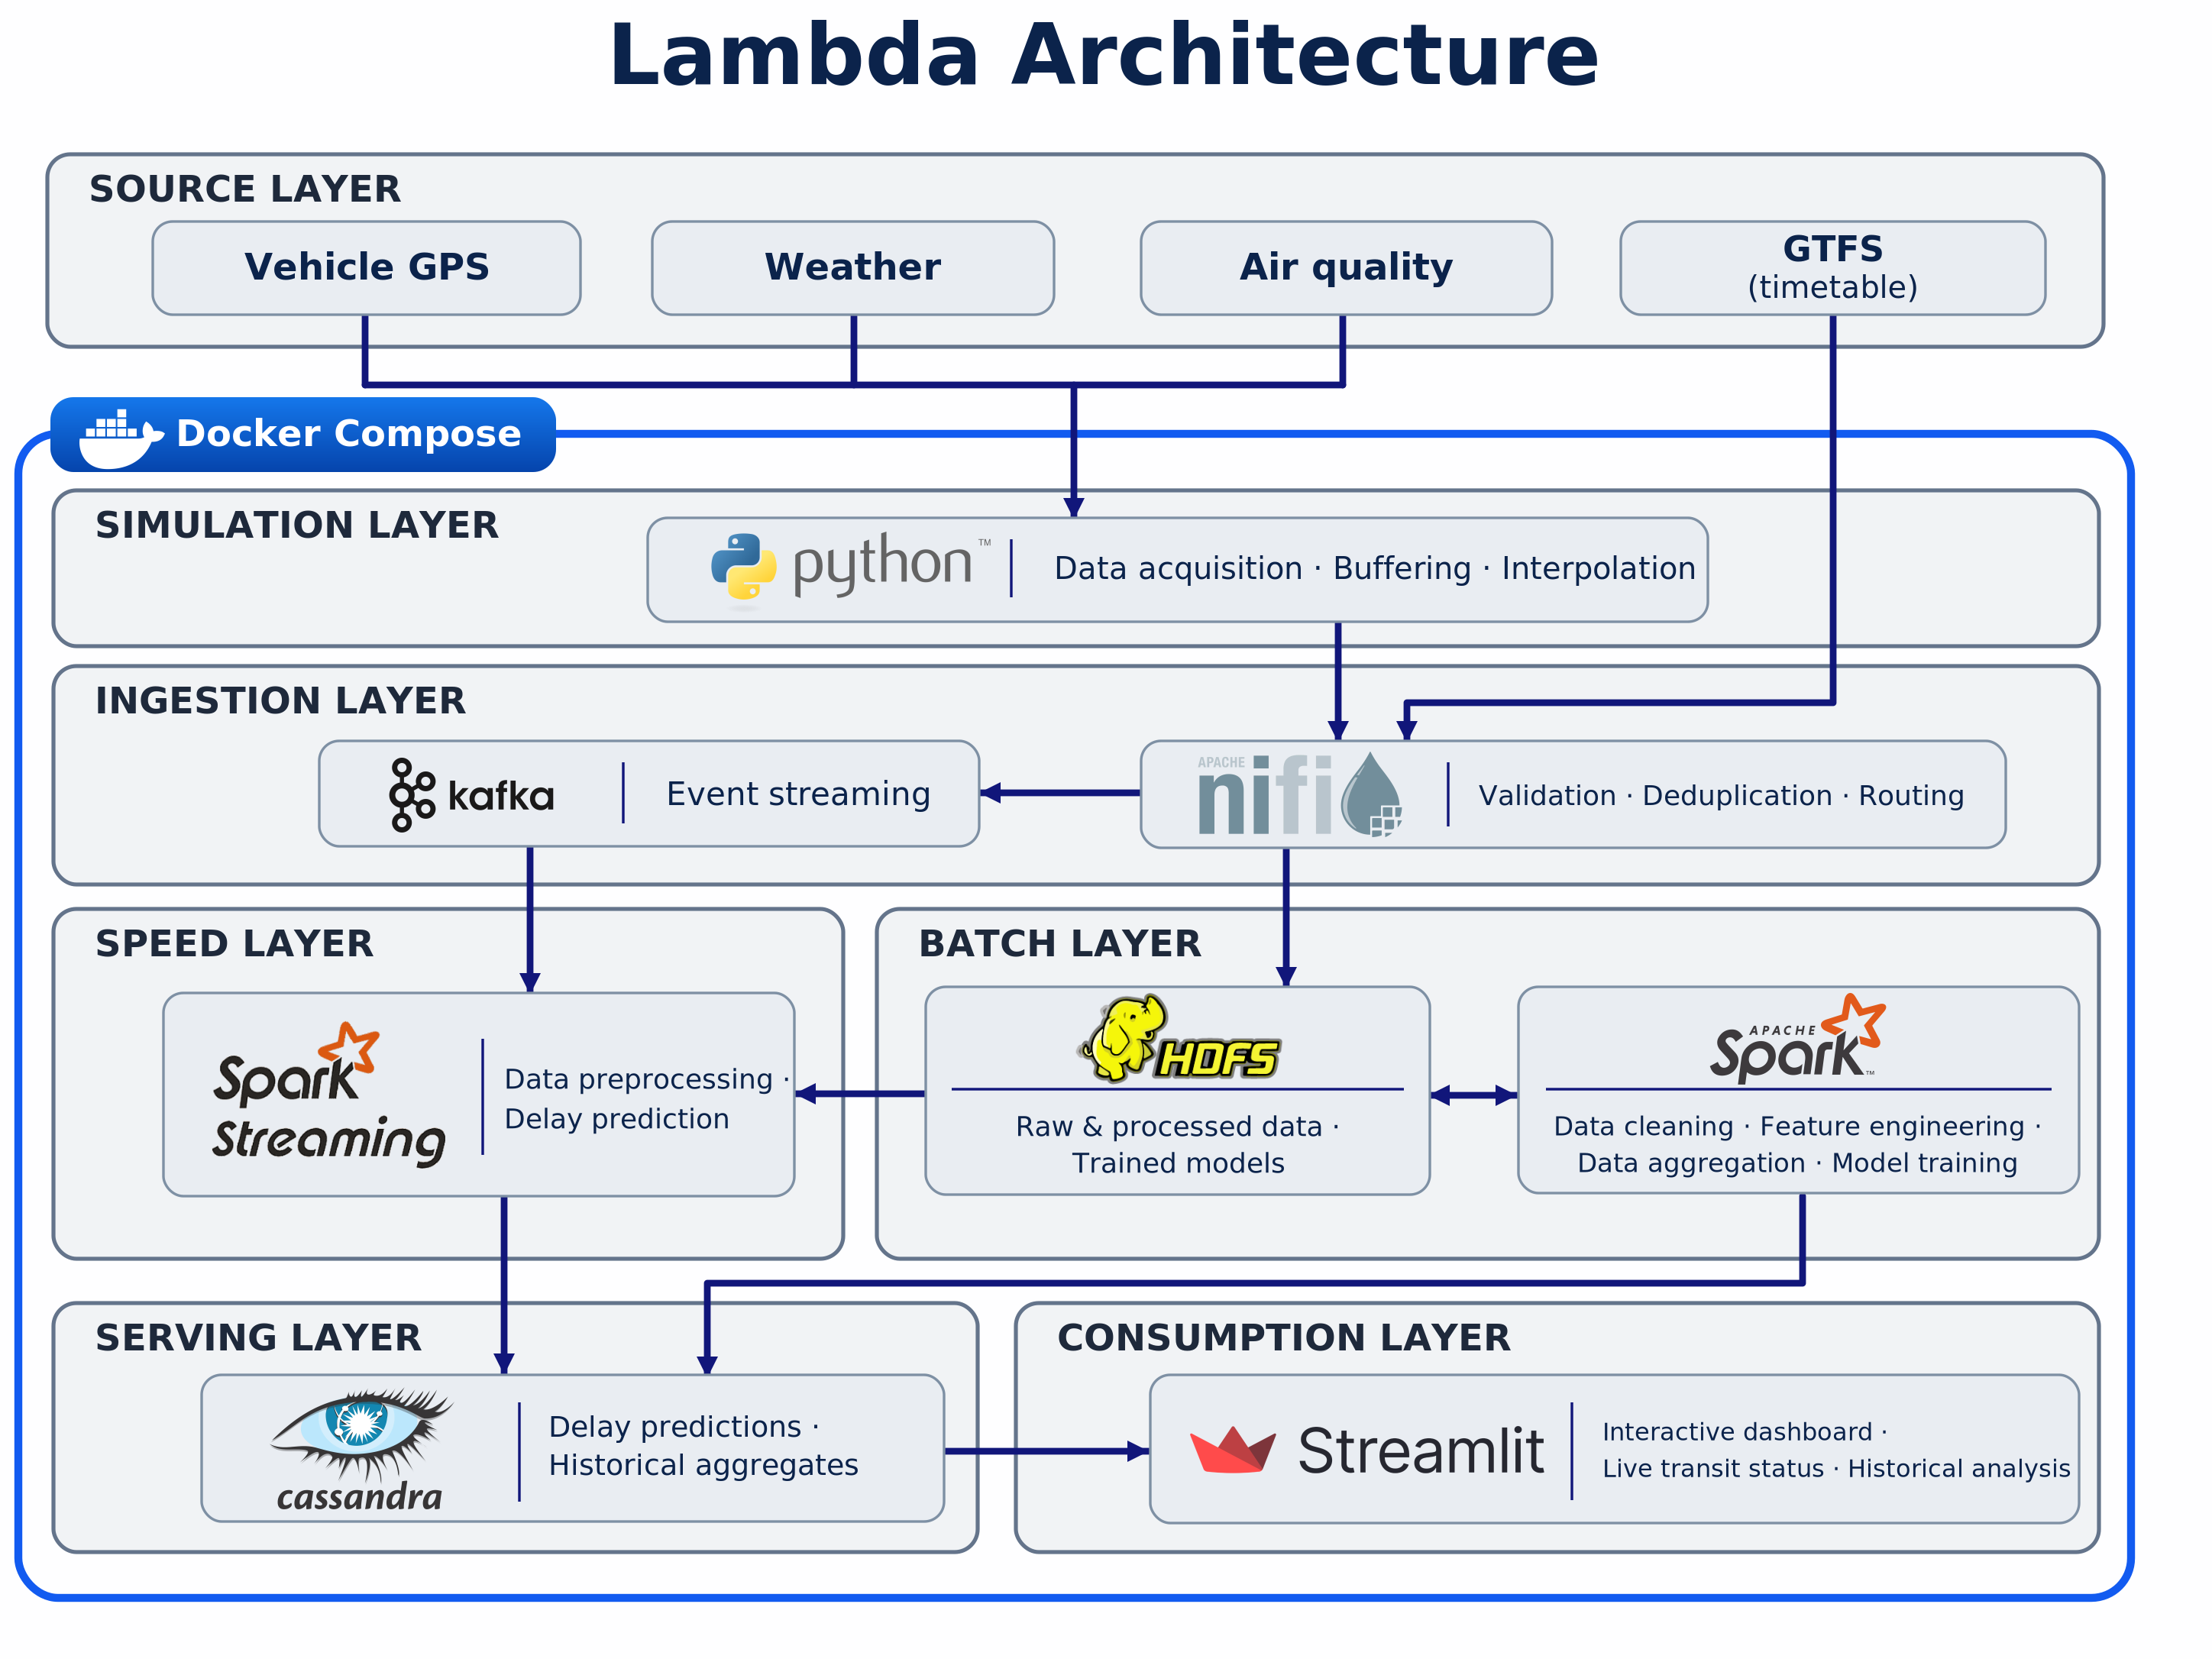 Lambda Architecture
SOURCE LAYER
Vehicle GPS
Weather
Air quality
GTFS
(timetable)
Docker Compose
SIMULATION LAYER
python™
Data acquisition · Buffering · Interpolation
INGESTION LAYER
kafka
Event streaming
APACHE
nifi
Validation · Deduplication · Routing
SPEED LAYER
Spark
Streaming
Data preprocessing ·
Delay prediction
BATCH LAYER
HDFS
Raw & processed data ·
Trained models
APACHE
Spark™
Data cleaning · Feature engineering ·
Data aggregation · Model training
SERVING LAYER
cassandra
Delay predictions ·
Historical aggregates
CONSUMPTION LAYER
Streamlit
Interactive dashboard ·
Live transit status · Historical analysis